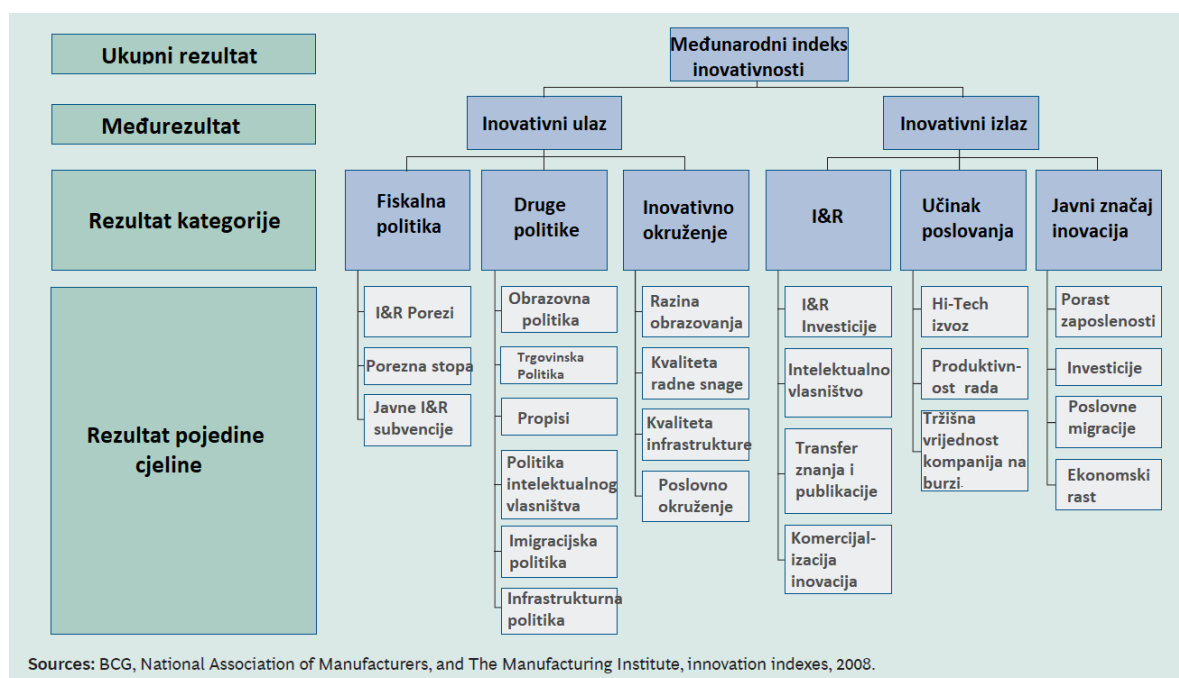 Ukupni rezultat
Međunarodni indeks
inovativnosti
Međurezultat
Inovativni ulaz
Inovativni izlaz
Rezultat kategorije
Fiskalna
politika
Druge
politike
Inovativno
okruženje
I&R
Učinak
poslovanja
Javni značaj
inovacija
Rezultat pojedine
cjeline
I&R Porezi
Porezna stopa
Javne I&R
subvencije
Obrazovna
politika
Trgovinska
Politika
Propisi
Politika
intelektualnog
vlasništva
Imigracijska
politika
Infrastrukturna
politika
Razina
obrazovanja
Kvaliteta
radne snage
Kvaliteta
infrastrukture
Poslovno
okruženje
I&R
Investicije
Intelektualno
vlasništvo
Transfer
znanja i
publikacije
Komercijal-
izacija
inovacija
Hi-Tech
izvoz
Produktivn-
ost rada
Tržišna
vrijednost
kompanija na
burzi.
Porast
zaposlenosti
Investicije
Poslovne
migracije
Ekonomski
rast
Sources: BCG, National Association of Manufacturers, and The Manufacturing Institute, innovation indexes, 2008.